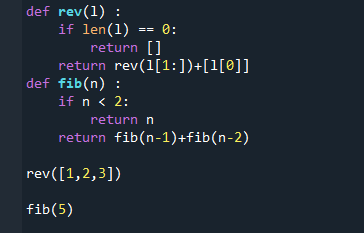 def rev(l) :
    if len(l) == 0:
        return []
    return rev(l[1:])+[l[0]]
def fib(n) :
    if n < 2:
        return n
    return fib(n-1)+fib(n-2)

rev([1,2,3])

fib(5)